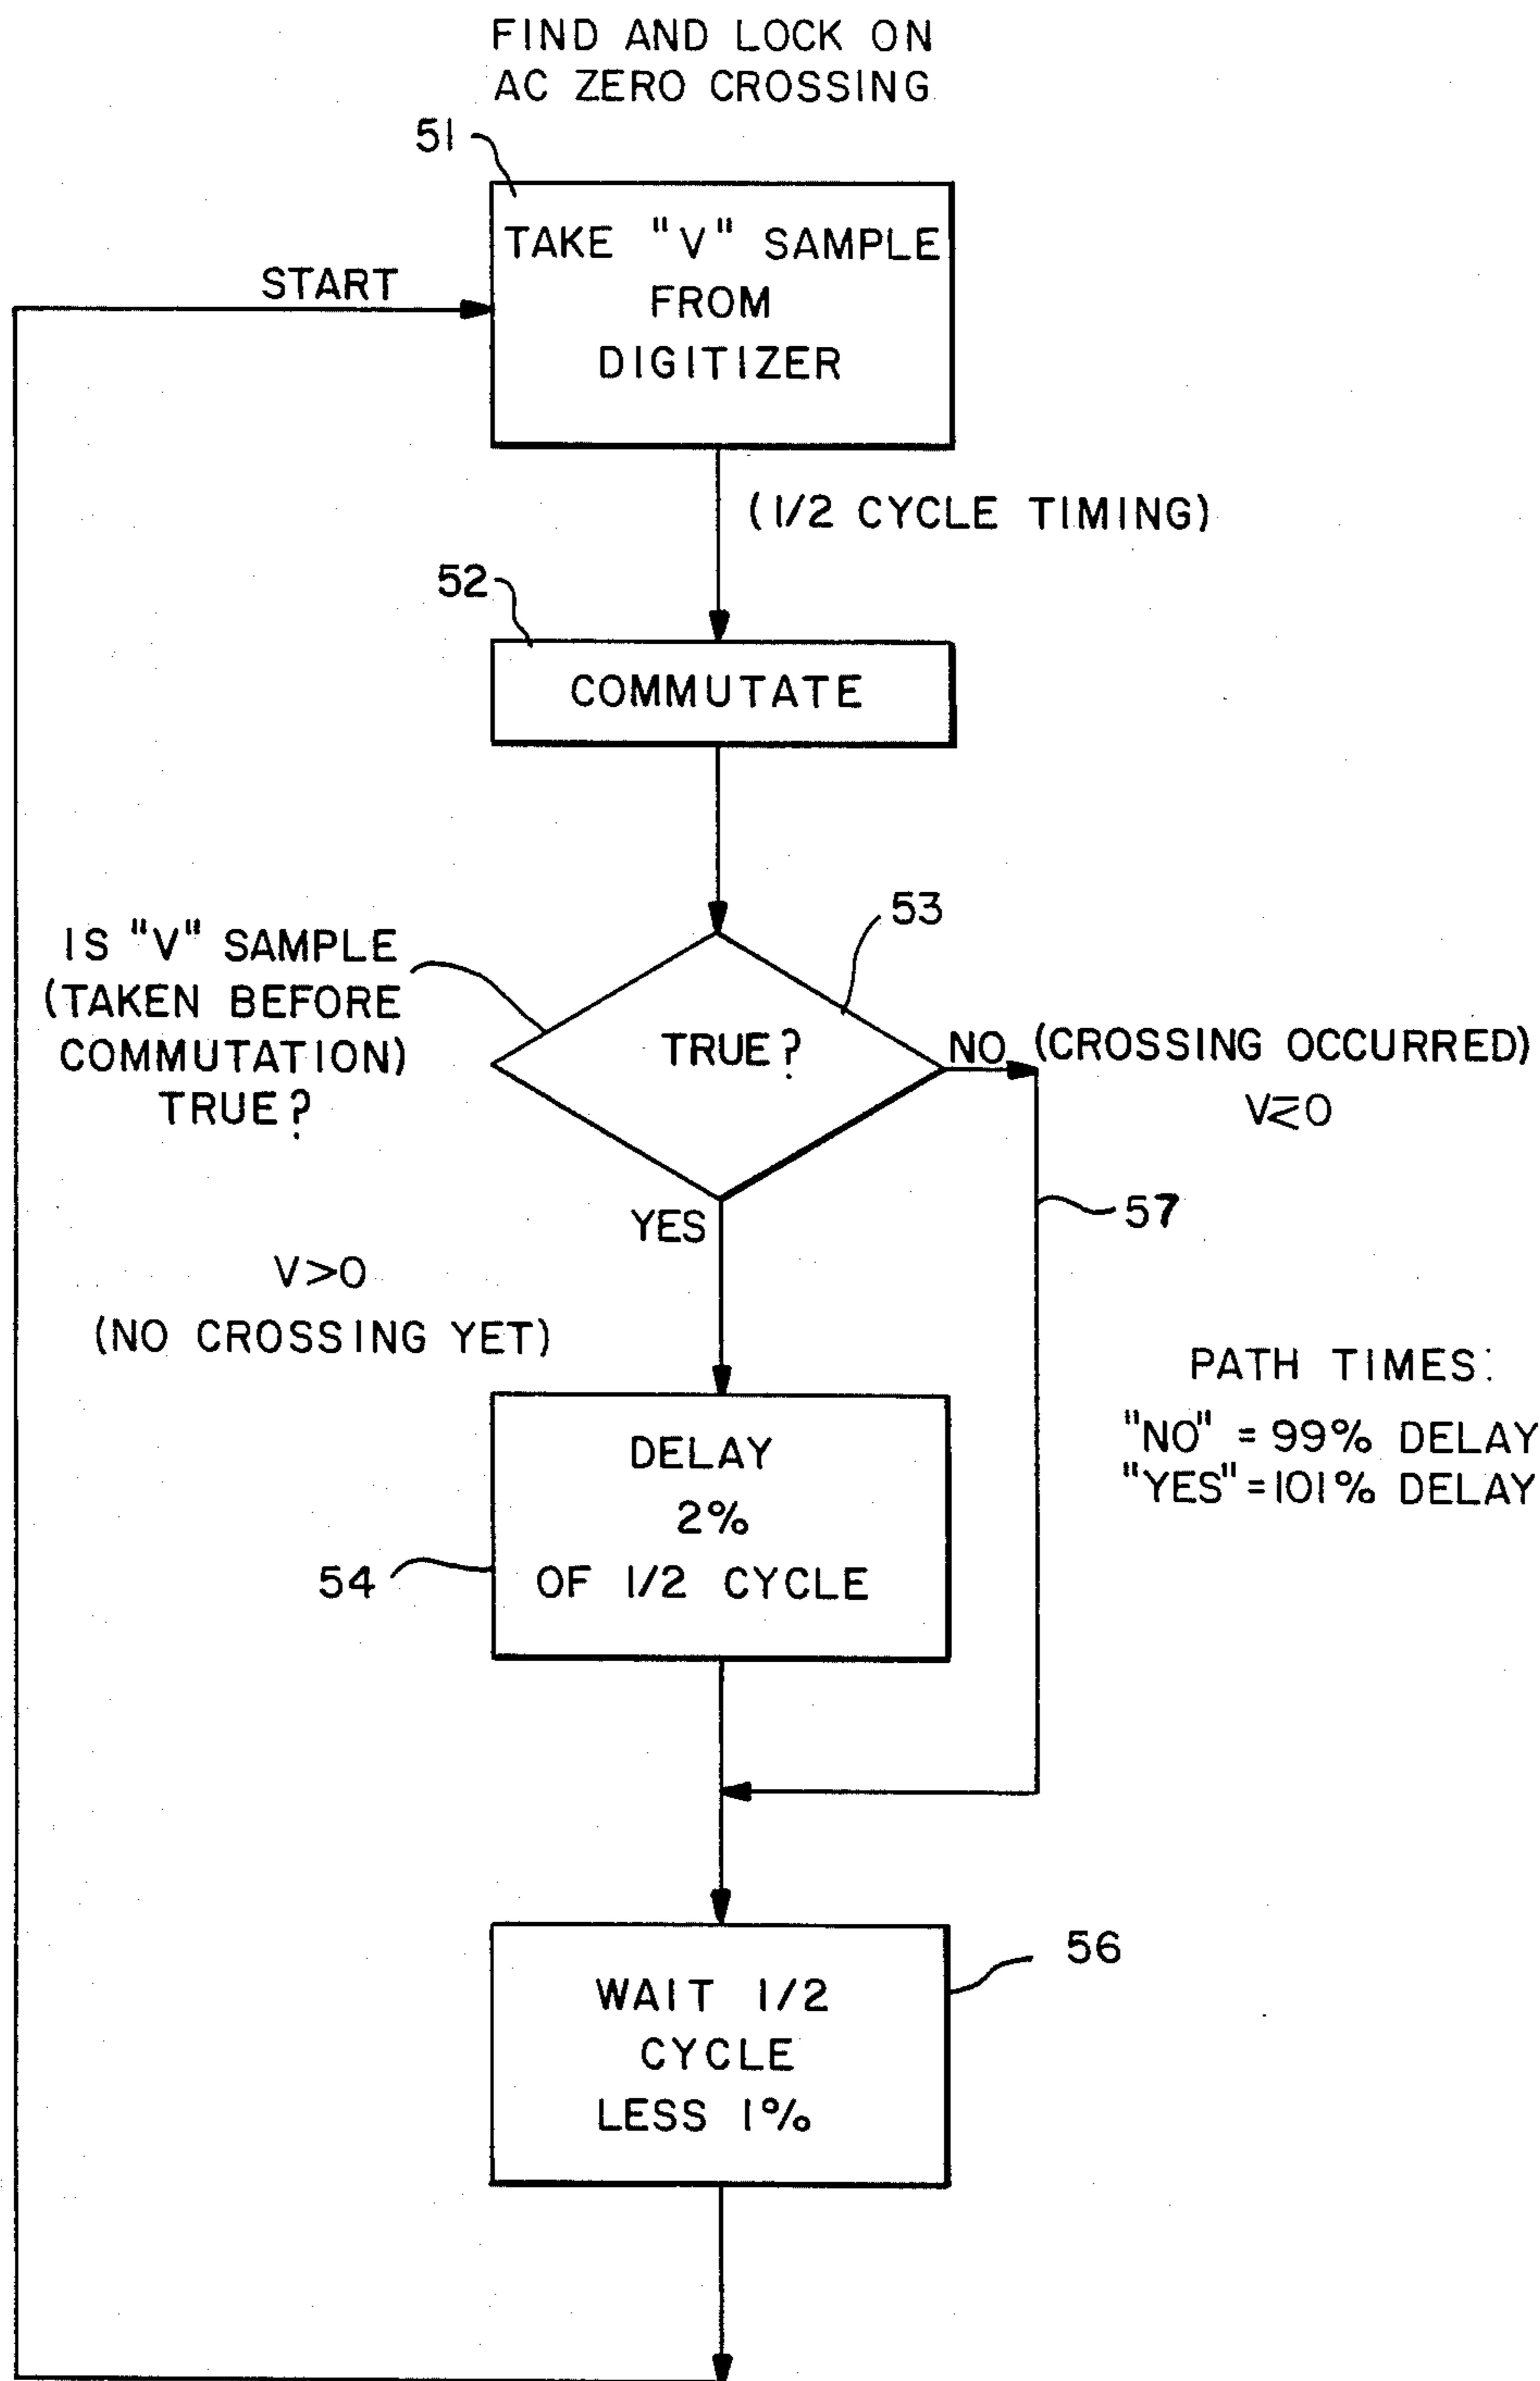 FIND AND LOCK ON
AC ZERO CROSSING
51
TAKE "V" SAMPLE
FROM
DIGITIZER
START
(1/2 CYCLE TIMING)
52
COMMUTATE
53
IS "V" SAMPLE
(TAKEN BEFORE
COMMUTATION)
TRUE?
TRUE?
NO (CROSSING OCCURRED)
V⋜0
57
YES
V>0
(NO CROSSING YET)
PATH TIMES:
"NO" = 99% DELAY
"YES" = 101% DELAY
DELAY
2%
OF 1/2 CYCLE
54
56
WAIT 1/2
CYCLE
LESS 1%